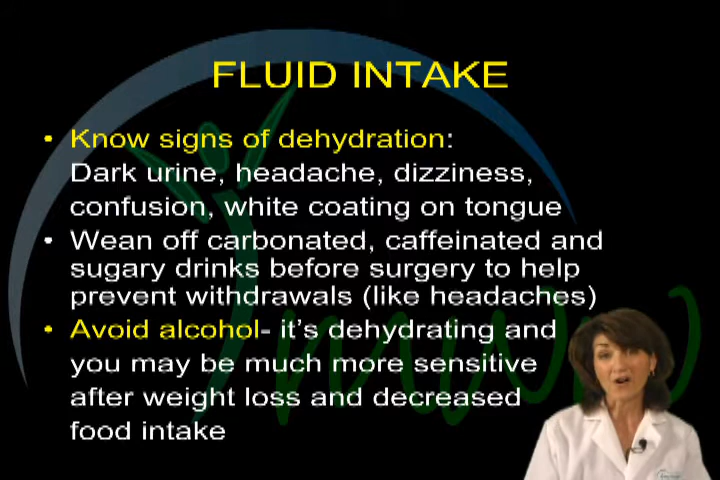 FLUID INTAKE
• Know signs of dehydration:
Dark urine, headache, dizziness,
confusion, white coating on tongue
• Wean off carbonated, caffeinated and
sugary drinks before surgery to help
prevent withdrawals (like headaches)
• Avoid alcohol- it's dehydrating and
you may be much more sensitive
after weight loss and decreased
food intake